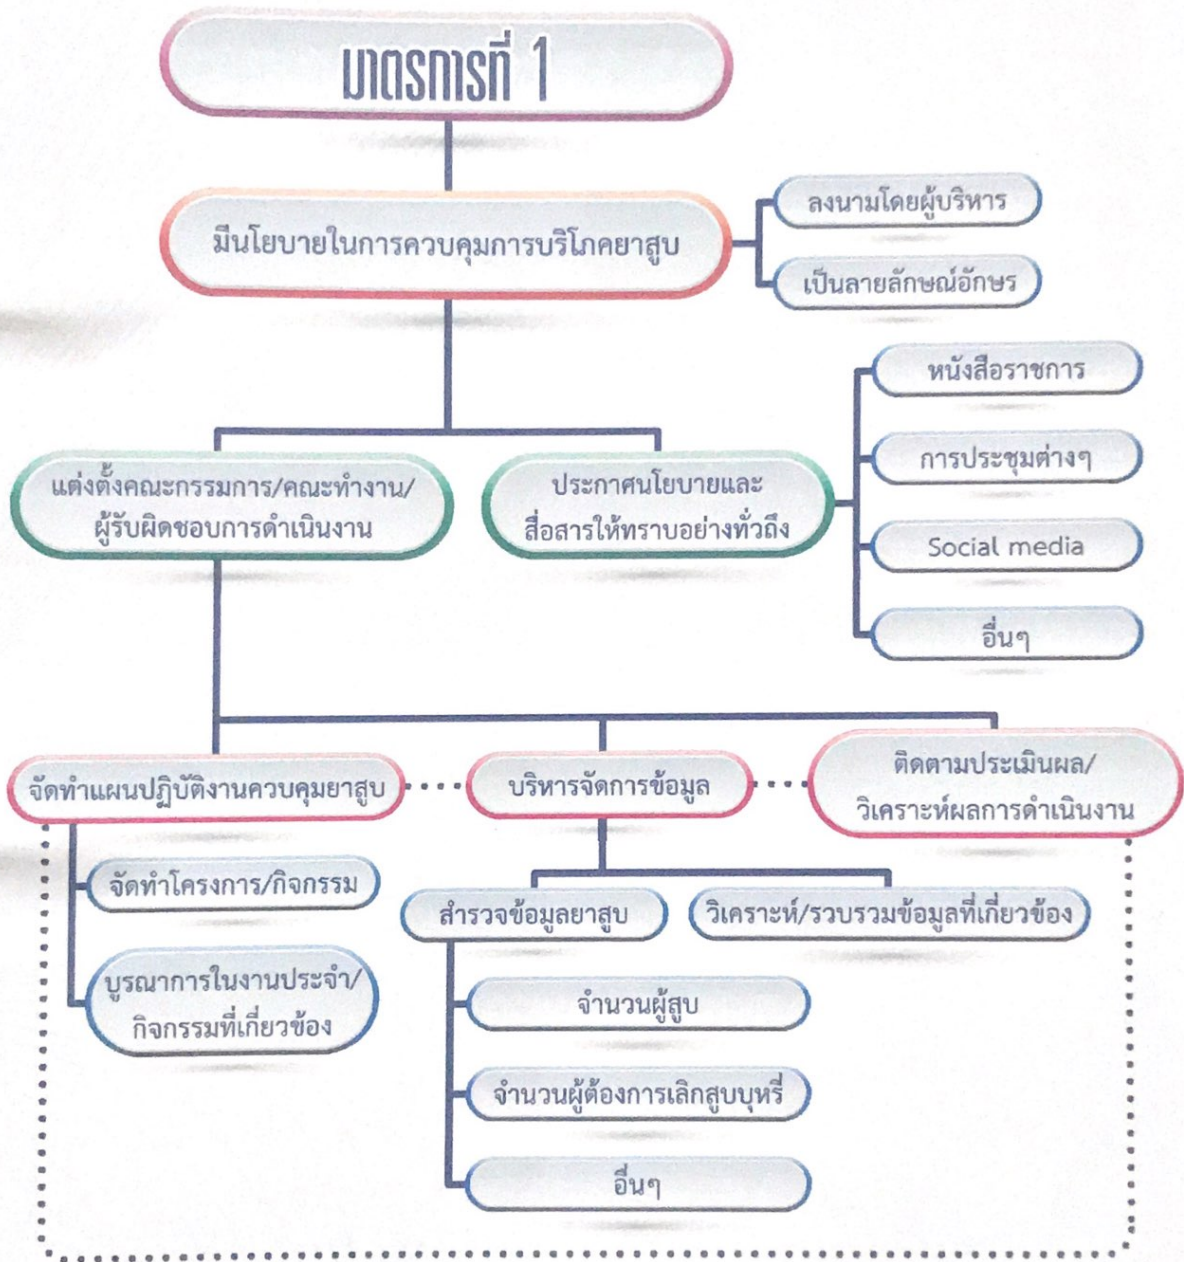 มาตรการที่ 1
มีนโยบายในการควบคุมการบริโภคยาสูบ
ลงนามโดยผู้บริหาร
เป็นลายลักษณ์อักษร
แต่งตั้งคณะกรรมการ/คณะทำงาน/
ผู้รับผิดชอบการดำเนินงาน
ประกาศนโยบายและ
สื่อสารให้ทราบอย่างทั่วถึง
หนังสือราชการ
การประชุมต่างๆ
Social media
อื่นๆ
จัดทำแผนปฏิบัติงานควบคุมยาสูบ
บริหารจัดการข้อมูล
ติดตามประเมินผล/
วิเคราะห์ผลการดำเนินงาน
จัดทำโครงการ/กิจกรรม
บูรณาการในงานประจำ/
กิจกรรมที่เกี่ยวข้อง
สำรวจข้อมูลยาสูบ
วิเคราะห์/รวบรวมข้อมูลที่เกี่ยวข้อง
จำนวนผู้สูบ
จำนวนผู้ต้องการเลิกสูบบุหรี่
อื่นๆ